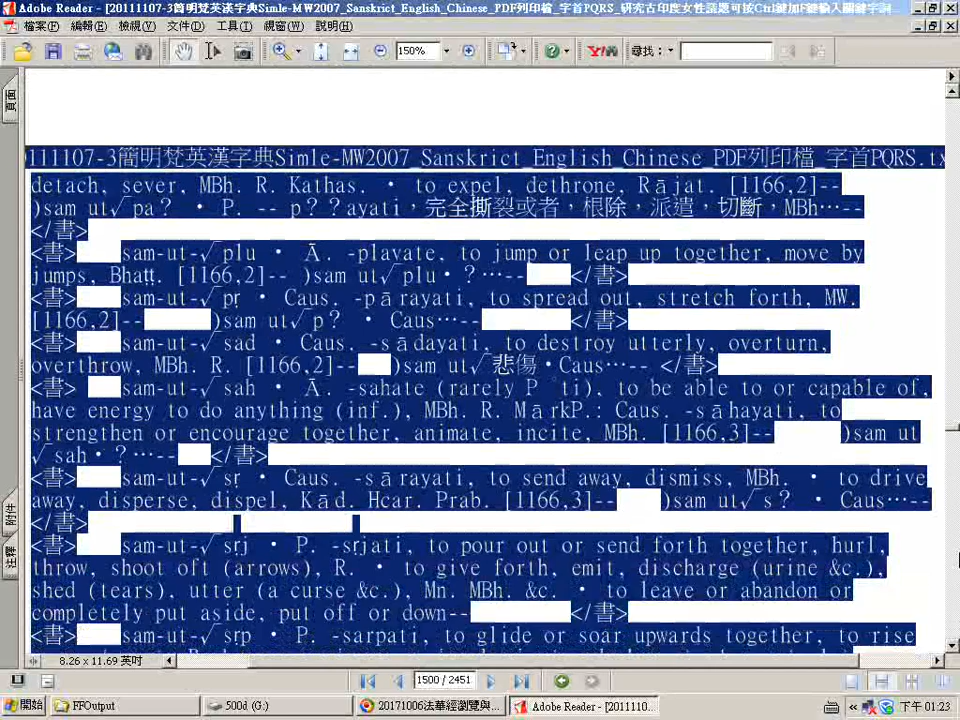 Adobe Reader - [20111107-3簡明梵英漢字典Simle-MW2007_Sanskrict_English_Chinese_PDF列印檔_字首PQRS_研究古印度女性議題可按Ctrl鍵加F鍵輸入關鍵字詞
檔案(F) 編輯(E) 檢視(V) 文件(D) 工具(T) 視窗(W) 說明(H)
150% Y! 尋找:
頁面
111107-3簡明梵英漢字典Simle-MW2007_Sanskrict_English_Chinese_PDF列印檔_字首PQRS.tx
detach, sever, MBh. R. Kathas. • to expel, dethrone, Rājat. [1166,2]--
)sam ut√pa? • P. -- p??ayati，完全撕裂或者，根除，派遣，切斷，MBh…--
</書>
<書> sam-ut-√plu • Ā. -plavate, to jump or leap up together, move by
jumps, Bhaṭṭ. [1166,2]-- )sam ut√plu•?…-- </書>
<書> sam-ut-√pṛ • Caus. -pārayati, to spread out, stretch forth, MW.
[1166,2]-- )sam ut√p? • Caus…-- </書>
<書> sam-ut-√sad • Caus. -sādayati, to destroy utterly, overturn,
overthrow, MBh. R. [1166,2]-- )sam ut√悲傷•Caus…-- </書>
<書> sam-ut-√sah • Ā. -sahate (rarely P°ti), to be able to or capable of,
have energy to do anything (inf.), MBh. R. MārkP.: Caus. -sāhayati, to
strengthen or encourage together, animate, incite, MBh. [1166,3]-- )sam ut
√sah•?…-- </書>
<書> sam-ut-√sṛ • Caus. -sārayati, to send away, dismiss, MBh. • to drive
away, disperse, dispel, Kād. Hcar. Prab. [1166,3]-- )sam ut√s? • Caus…--
</書>
<書> sam-ut-√sṛj • P. -sṛjati, to pour out or send forth together, hurl,
throw, shoot oft (arrows), R. • to give forth, emit, discharge (urine &c.),
shed (tears), utter (a curse &c.), Mn. MBh. &c. • to leave or abandon or
completely put aside, put off or down-- </書>
<書> sam-ut-√sṛp • P. -sarpati, to glide or soar upwards together, to rise
附件
注釋
8.26 x 11.69 英吋
1500 / 2451
開始 FFOutput 500d (G:) 20171006法華經瀏覽與... Adobe Reader - [2011110... 下午 01:23